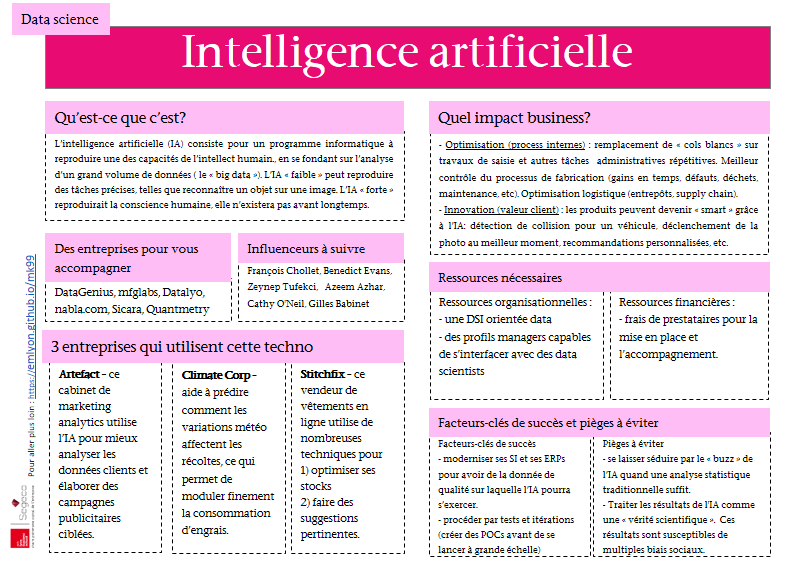 Data science
Intelligence artificielle
Qu'est-ce que c'est?
L'intelligence artificielle (IA) consiste pour un programme informatique à
reproduire une des capacités de l'intellect humain., en se fondant sur l'analyse
d'un grand volume de données ( le « big data »). L'IA « faible » peut reproduire
des tâches précises, telles que reconnaître un objet sur une image. L'IA « forte »
reproduirait la conscience humaine, elle n'existera pas avant longtemps.
Des entreprises pour vous
accompagner
DataGenius, mfglabs, Datalyo,
nabla.com, Sicara, Quantmetry
Influenceurs à suivre
François Chollet, Benedict Evans,
Zeynep Tufekci, Azeem Azhar,
Cathy O'Neil, Gilles Babinet
3 entreprises qui utilisent cette techno
Artefact – ce
cabinet de
marketing
analytics utilise
l'IA pour mieux
analyser les
données clients et
élaborer des
campagnes
publicitaires
ciblées.
Climate Corp –
aide à prédire
comment les
variations météo
affectent les
récoltes, ce qui
permet de
moduler finement
la consommation
d'engrais.
Stitchfix – ce
vendeur de
vêtements en
ligne utilise de
nombreuses
techniques pour
1) optimiser ses
stocks
2) faire des
suggestions
pertinentes.
Quel impact business?
- Optimisation (process internes) : remplacement de « cols blancs » sur
travaux de saisie et autres tâches administratives répétitives. Meilleur
contrôle du processus de fabrication (gains en temps, défauts, déchets,
maintenance, etc). Optimisation logistique (entrepôts, supply chain).
- Innovation (valeur client) : les produits peuvent devenir « smart » grâce
à l'IA: détection de collision pour un véhicule, déclenchement de la
photo au meilleur moment, recommandations personnalisées, etc.
Ressources nécessaires
Ressources organisationnelles :
- une DSI orientée data
- des profils managers capables
de s'interfacer avec des data
scientists
Ressources financières :
- frais de prestataires pour la
mise en place et
l'accompagnement.
Facteurs-clés de succès et pièges à éviter
Facteurs-clés de succès
- moderniser ses SI et ses ERPs
pour avoir de la donnée de
qualité sur laquelle l'IA pourra
s'exercer.
- procéder par tests et itérations
(créer des POCs avant de se
lancer à grande échelle)
Pièges à éviter
- se laisser séduire par le « buzz » de
l'IA quand une analyse statistique
traditionnelle suffit.
- Traiter les résultats de l'IA comme
une « vérité scientifique ». Ces
résultats sont susceptibles de
multiples biais sociaux.
Pour aller plus loin : https://emlyon.github.io/mk99
Segeco